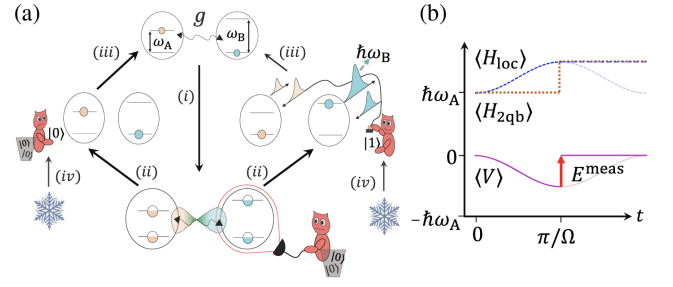 (a)
g
ω_A
ω_B
(iii)
(iii)
ħω_B
(i)
|0⟩
|0⟩
|0⟩
|1⟩
(ii)
(ii)
(iv)
(iv)
|0⟩
|0⟩
(b)
⟨H_loc⟩
ħω_A
⟨H_2qb⟩
0
⟨V⟩
E^meas
−ħω_A
0
π/Ω
t